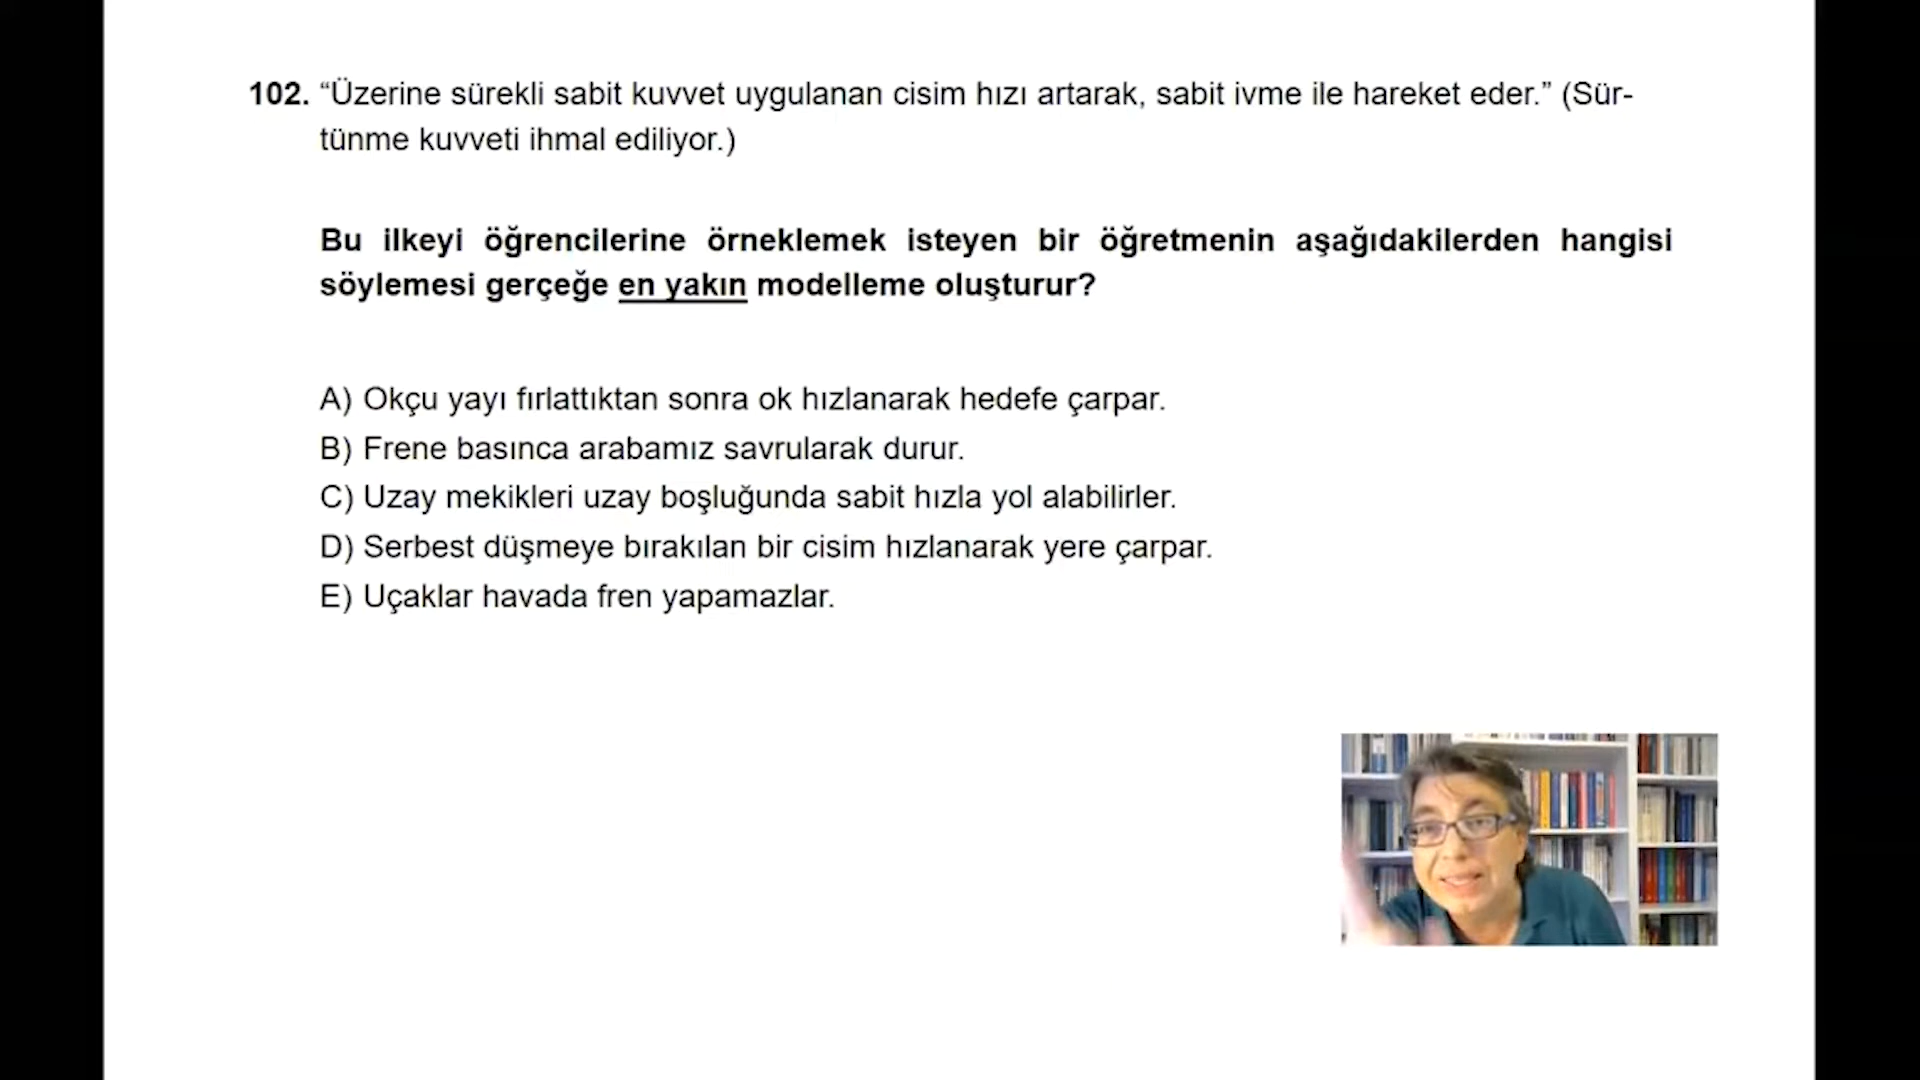 102. “Üzerine sürekli sabit kuvvet uygulanan cisim hızı artarak, sabit ivme ile hareket eder.” (Sür-
tünme kuvveti ihmal ediliyor.)
Bu ilkeyi öğrencilerine örneklemek isteyen bir öğretmenin aşağıdakilerden hangisi
söylemesi gerçeğe en yakın modelleme oluşturur?
A) Okçu yayı fırlattıktan sonra ok hızlanarak hedefe çarpar.
B) Frene basınca arabamız savrularak durur.
C) Uzay mekikleri uzay boşluğunda sabit hızla yol alabilirler.
D) Serbest düşmeye bırakılan bir cisim hızlanarak yere çarpar.
E) Uçaklar havada fren yapamazlar.